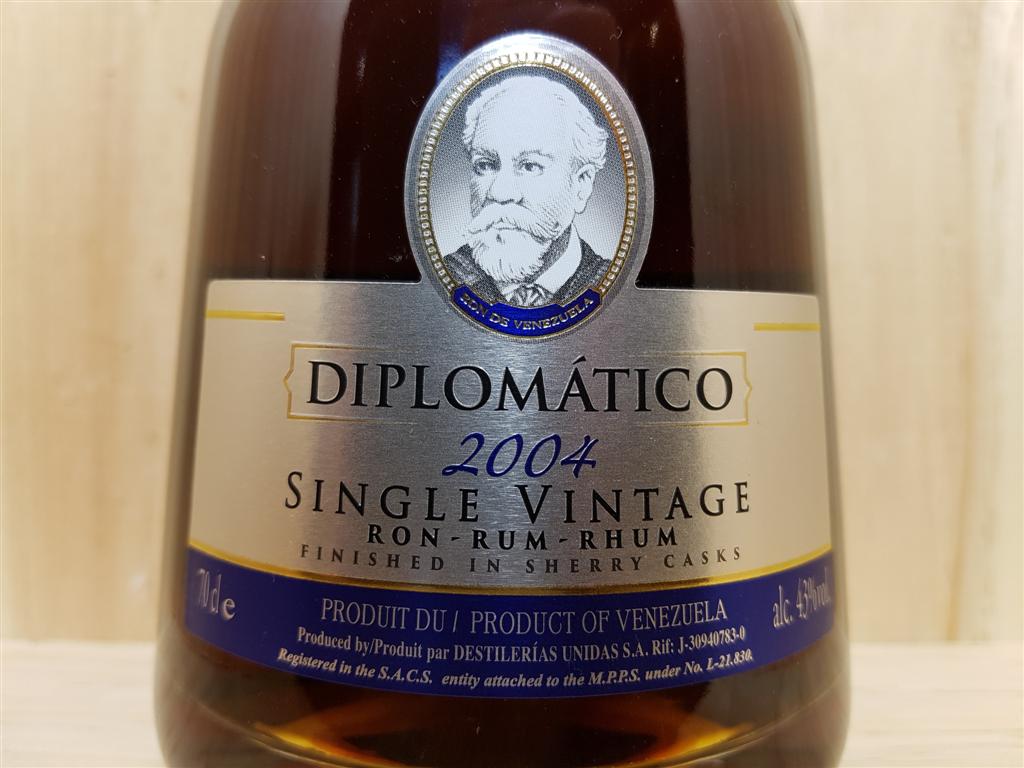 RON DE VENEZUELA
DIPLOMÁTICO
2004
SINGLE VINTAGE
RON - RUM - RHUM
FINISHED IN SHERRY CASKS
70cl e
PRODUIT DU / PRODUCT OF VENEZUELA
alc. 43%vol.
Produced by/Produit par DESTILERÍAS UNIDAS S.A. Rif: J-30940783-0
Registered in the S.A.C.S. entity attached to the M.P.P.S. under No. L-21.830.